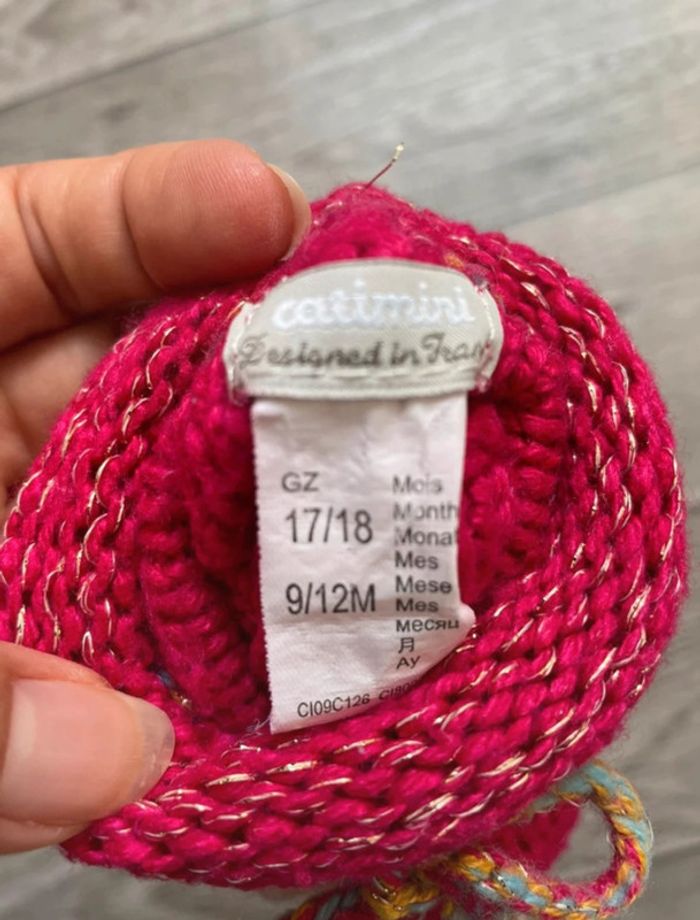 catimini
Designed in Fran
GZ
17/18
9/12M
Mois
Month
Monat
Mes
Mese
Mes
месяц
月
Ay
CI09C126